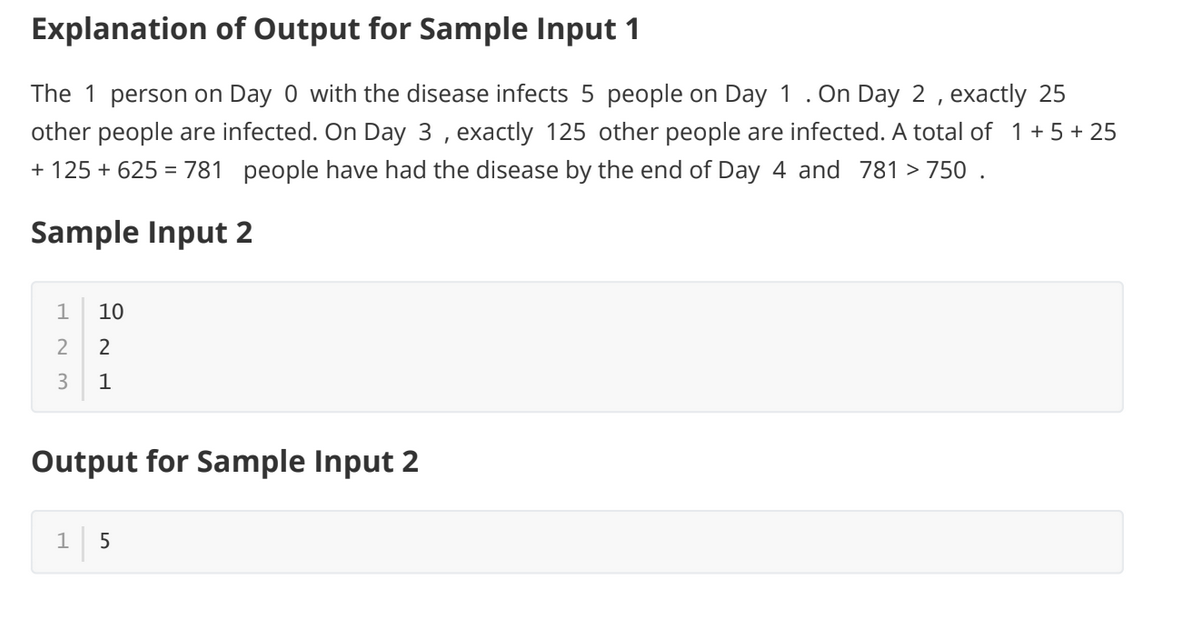 Explanation of Output for Sample Input 1
The 1 person on Day 0 with the disease infects 5 people on Day 1 . On Day 2 , exactly 25
other people are infected. On Day 3 , exactly 125 other people are infected. A total of 1 + 5 + 25
+ 125 + 625 = 781 people have had the disease by the end of Day 4 and 781 > 750 .
Sample Input 2
1 10
2 2
3 1
Output for Sample Input 2
1 5